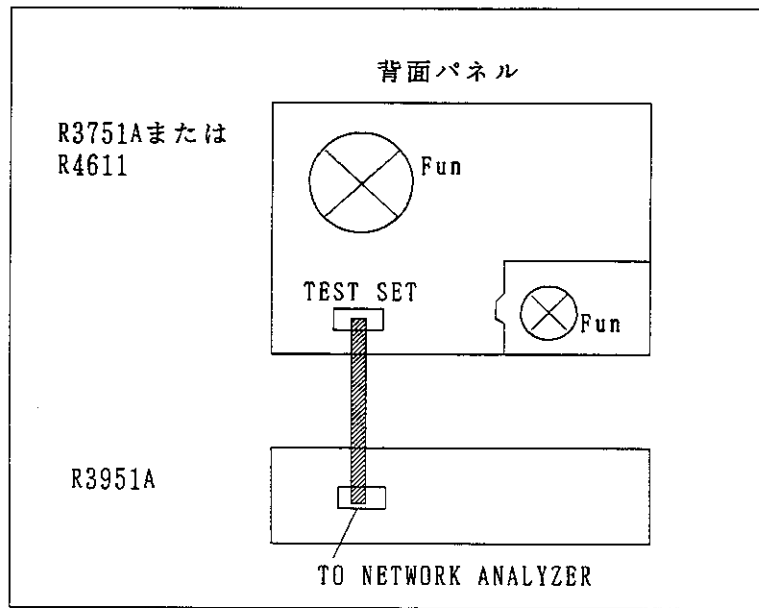 背面パネル
R3751Aまたは
R4611
Fun
TEST SET
Fun
R3951A
TO NETWORK ANALYZER